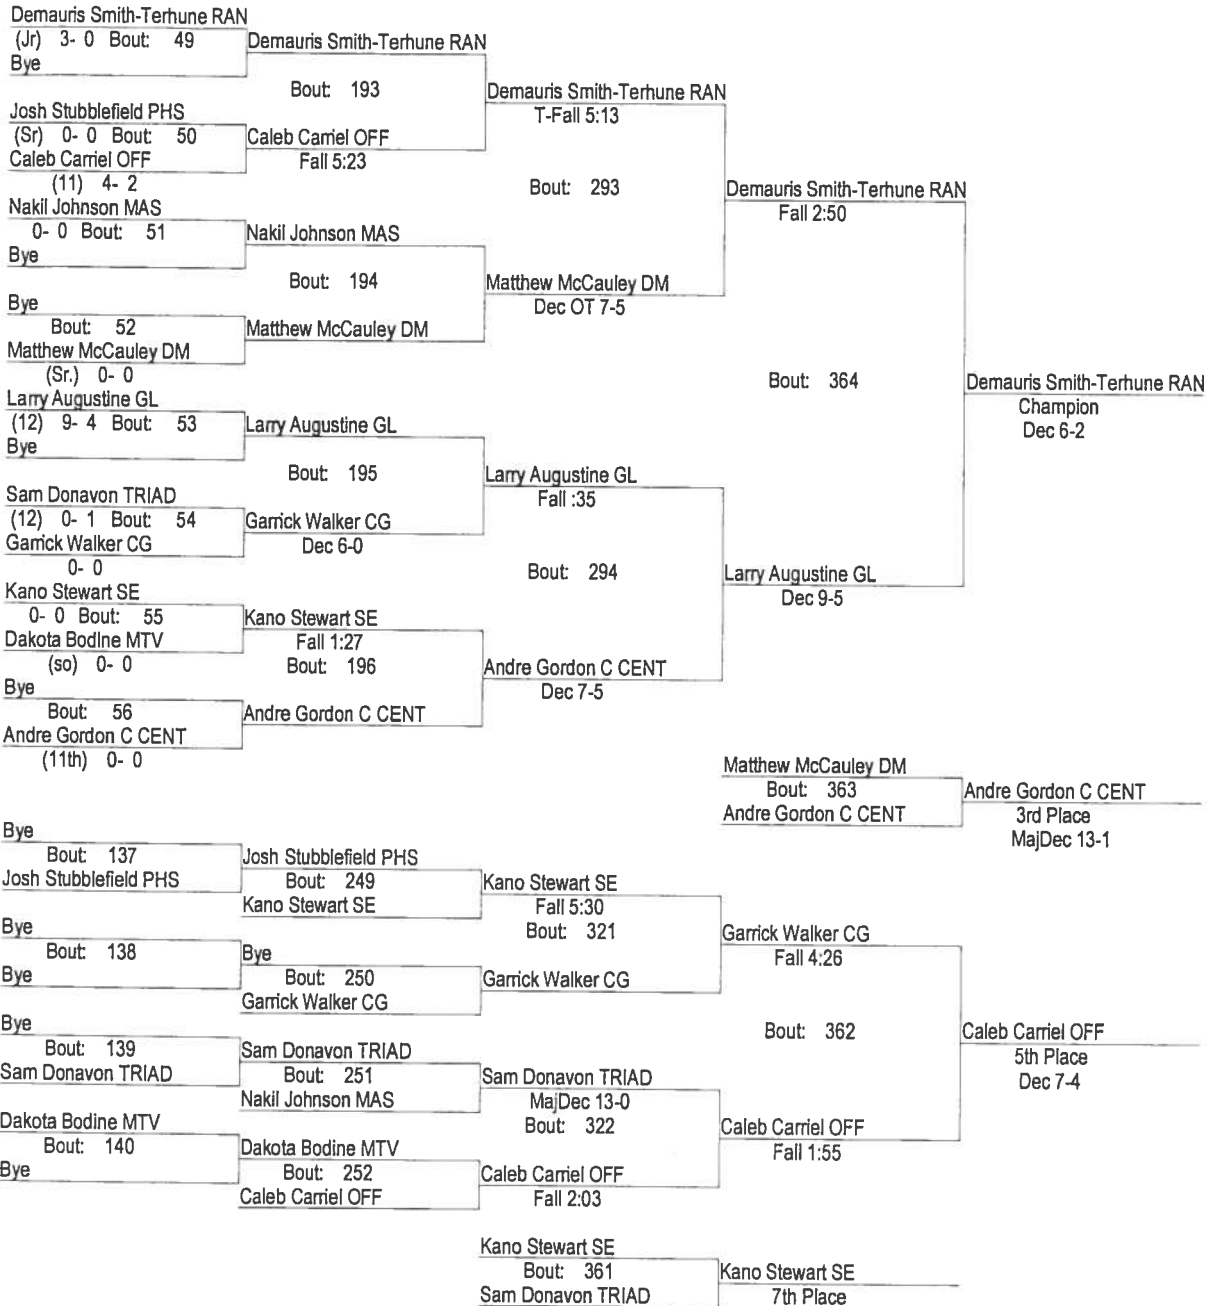 Demauris Smith-Terhune RAN
(Jr) 3- 0 Bout: 49
Bye
Demauris Smith-Terhune RAN
Bout: 193
Josh Stubblefield PHS
(Sr) 0- 0 Bout: 50
Caleb Carriel OFF
(11) 4- 2
Caleb Carriel OFF
Fall 5:23
Demauris Smith-Terhune RAN
T-Fall 5:13
Bout: 293
Nakil Johnson MAS
0- 0 Bout: 51
Bye
Nakil Johnson MAS
Bout: 194
Bye
Bout: 52
Matthew McCauley DM
(Sr.) 0- 0
Matthew McCauley DM
Matthew McCauley DM
Dec OT 7-5
Demauris Smith-Terhune RAN
Fall 2:50
Bout: 364
Demauris Smith-Terhune RAN
Champion
Dec 6-2
Larry Augustine GL
(12) 9- 4 Bout: 53
Bye
Larry Augustine GL
Bout: 195
Sam Donavon TRIAD
(12) 0- 1 Bout: 54
Garrick Walker CG
0- 0
Garrick Walker CG
Dec 6-0
Larry Augustine GL
Fall :35
Bout: 294
Larry Augustine GL
Dec 9-5
Kano Stewart SE
0- 0 Bout: 55
Dakota Bodine MTV
(so) 0- 0
Kano Stewart SE
Fall 1:27
Bout: 196
Bye
Bout: 56
Andre Gordon C CENT
(11th) 0- 0
Andre Gordon C CENT
Andre Gordon C CENT
Dec 7-5
Matthew McCauley DM
Bout: 363
Andre Gordon C CENT
Andre Gordon C CENT
3rd Place
MajDec 13-1
Bye
Bout: 137
Josh Stubblefield PHS
Josh Stubblefield PHS
Bout: 249
Kano Stewart SE
Kano Stewart SE
Fall 5:30
Bout: 321
Bye
Bout: 138
Bye
Bye
Bout: 250
Garrick Walker CG
Garrick Walker CG
Garrick Walker CG
Fall 4:26
Bout: 362
Caleb Carriel OFF
5th Place
Dec 7-4
Bye
Bout: 139
Sam Donavon TRIAD
Sam Donavon TRIAD
Bout: 251
Nakil Johnson MAS
Sam Donavon TRIAD
MajDec 13-0
Bout: 322
Dakota Bodine MTV
Bout: 140
Bye
Dakota Bodine MTV
Bout: 252
Caleb Carriel OFF
Caleb Carriel OFF
Fall 2:03
Caleb Carriel OFF
Fall 1:55
Kano Stewart SE
Bout: 361
Sam Donavon TRIAD
Kano Stewart SE
7th Place